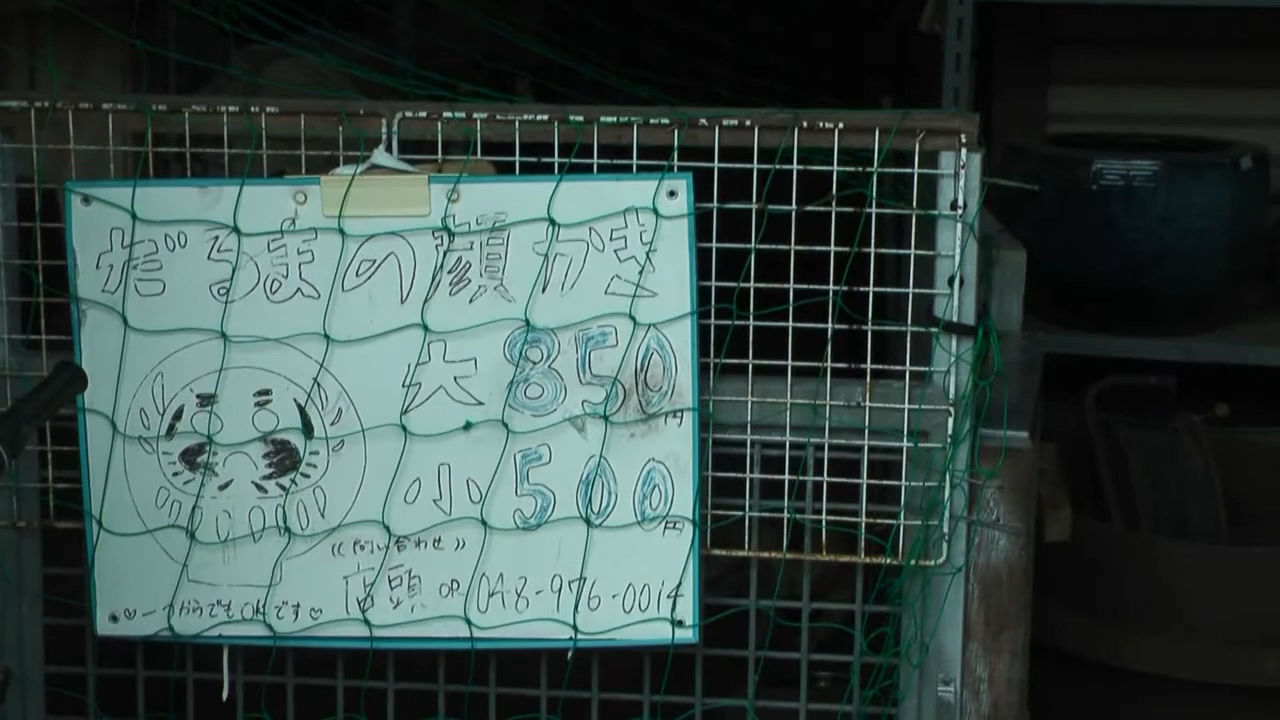 だるまの顔がき
大 850円
小 500円
《問い合わせ》
店頭 OR 048-976-0014
♡一つからでもOKです♡